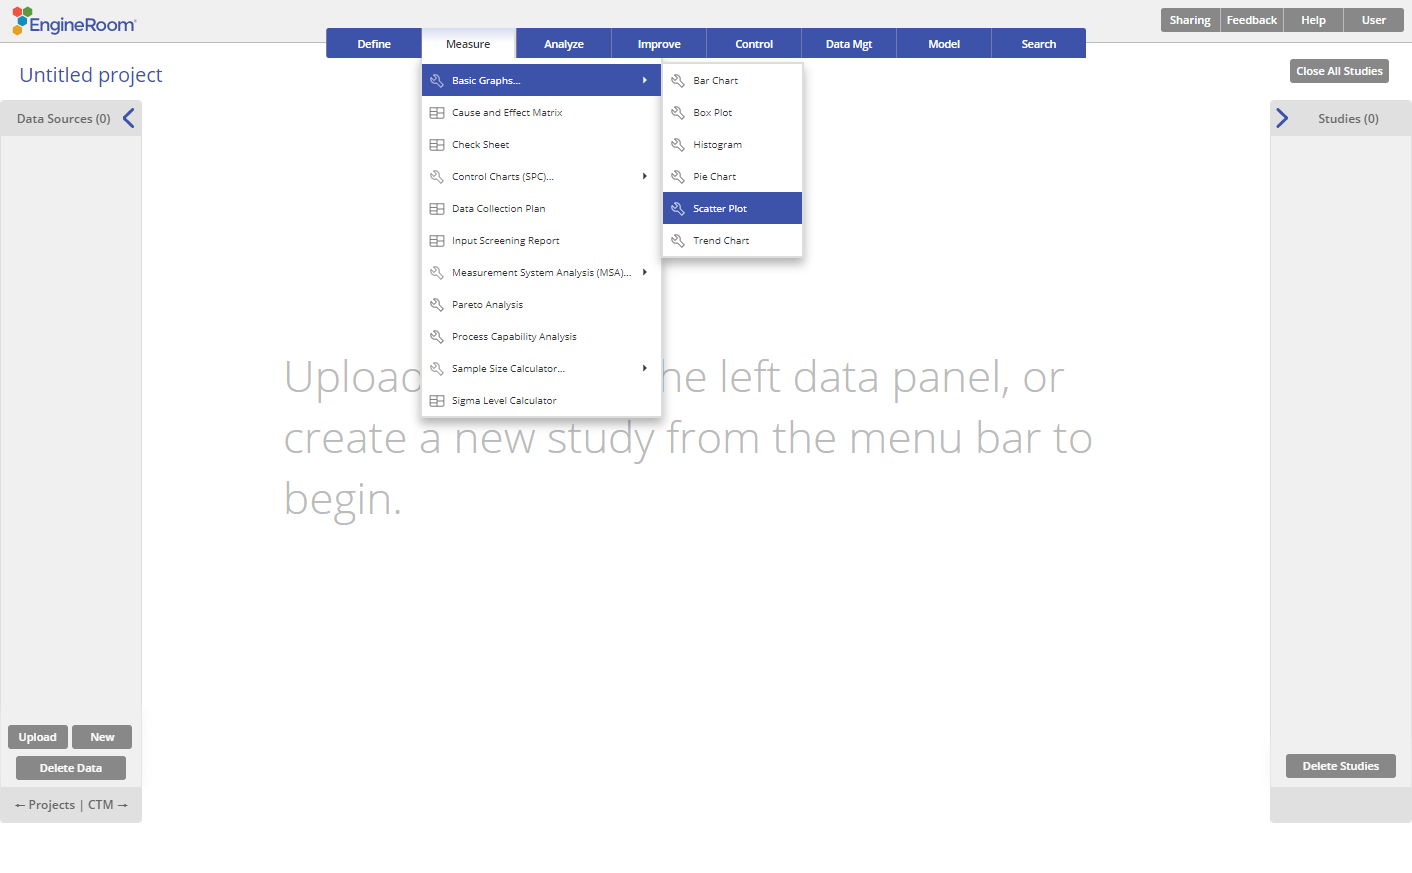 EngineRoom
Sharing
Feedback
Help
User
Define
Measure
Analyze
Improve
Control
Data Mgt
Model
Search
Untitled project
Close All Studies
Data Sources (0)
Studies (0)
Basic Graphs...
Cause and Effect Matrix
Check Sheet
Control Charts (SPC)...
Data Collection Plan
Input Screening Report
Measurement System Analysis (MSA)...
Pareto Analysis
Process Capability Analysis
Sample Size Calculator...
Sigma Level Calculator
Bar Chart
Box Plot
Histogram
Pie Chart
Scatter Plot
Trend Chart
Upload he left data panel, or
create a new study from the menu bar to
begin.
Upload
New
Delete Data
← Projects | CTM →
Delete Studies